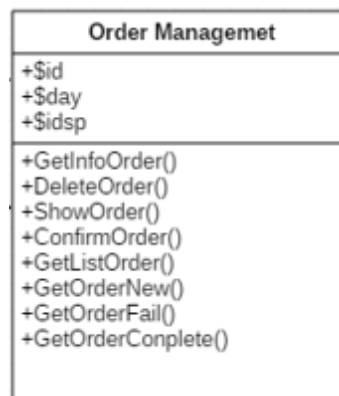 Order Managemet
+$id
+$day
+$idsp
+GetInfoOrder()
+DeleteOrder()
+ShowOrder()
+ConfirmOrder()
+GetListOrder()
+GetOrderNew()
+GetOrderFail()
+GetOrderConplete()